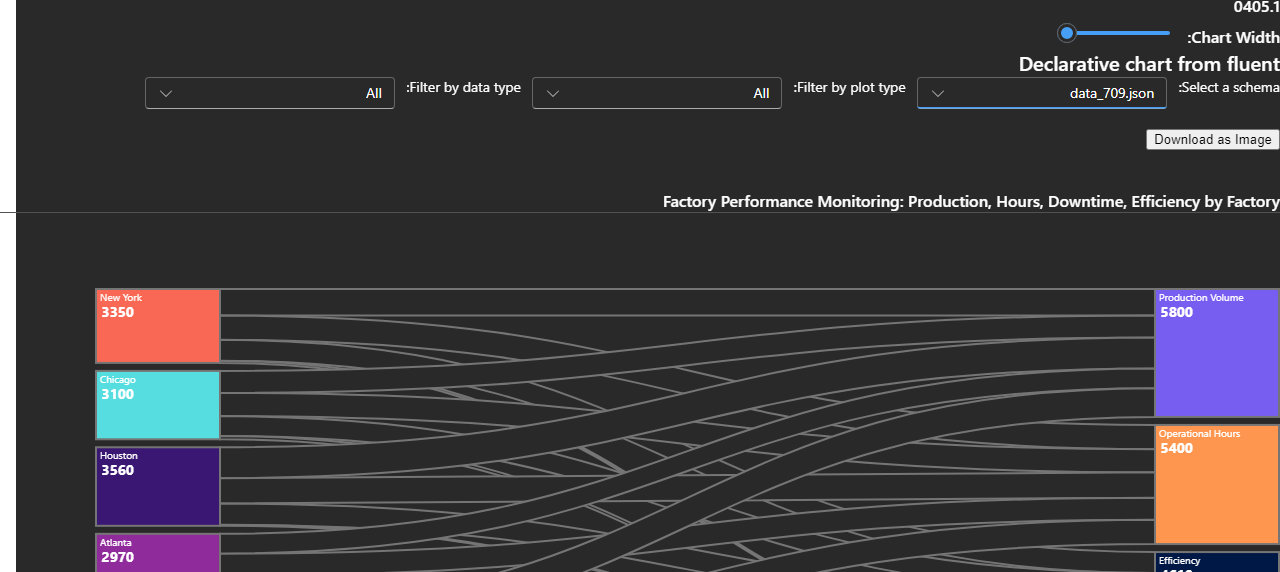 0405.1
:Chart Width
Declarative chart from fluent
:Select a schema
data_709.json
:Filter by plot type
All
:Filter by data type
All
Download as Image
Factory Performance Monitoring: Production, Hours, Downtime, Efficiency by Factory
New York
3350
Chicago
3100
Houston
3560
Atlanta
2970
Production Volume
5800
Operational Hours
5400
Efficiency